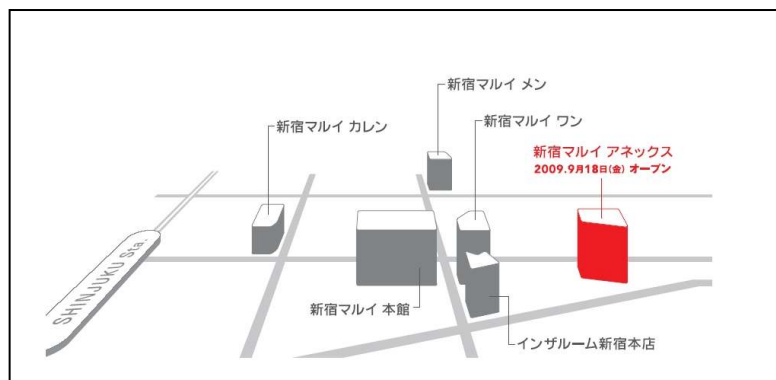 新宿マルイ メン
新宿マルイ カレン
新宿マルイ ワン
新宿マルイ アネックス
2009.9月18日(金) オープン
SHINJUKU Sta.
新宿マルイ 本館
インザルーム新宿本店